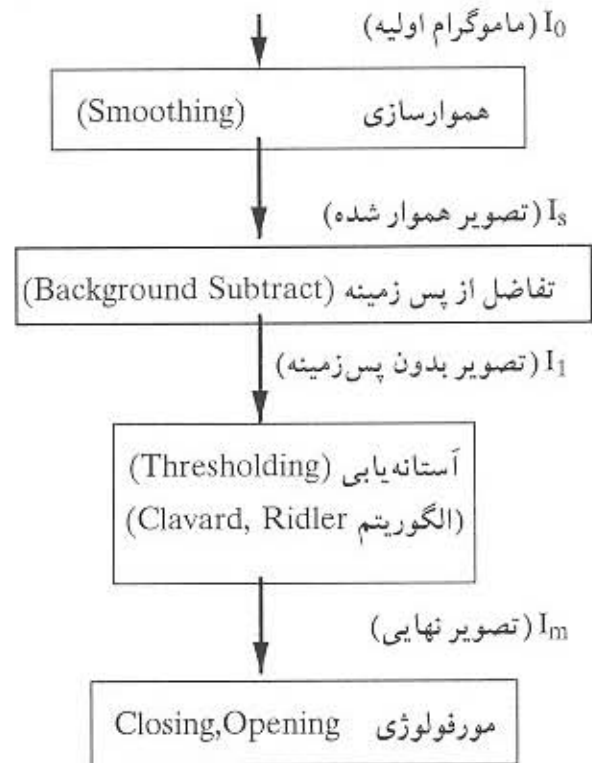 I0 (ماموگرام اولیه)
هموارسازی (Smoothing)
Is (تصویر هموار شده)
تفاضل از پس زمینه (Background Subtract)
I1 (تصویر بدون پس‌زمینه)
آستانه‌یابی (Thresholding)
(الگوریتم Clavard, Ridler)
Im (تصویر نهایی)
مورفولوژی Closing,Opening